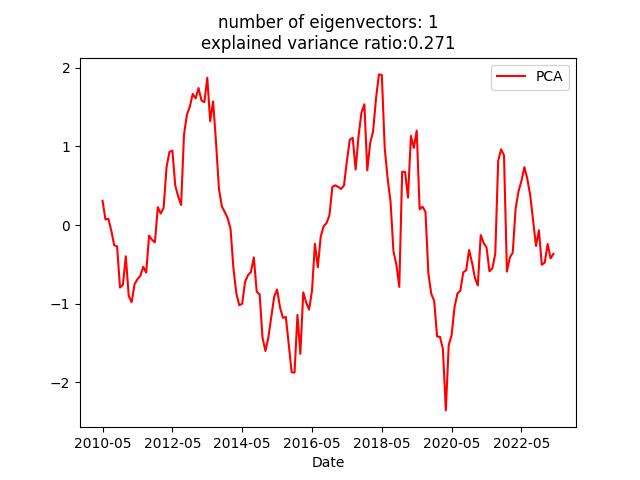 number of eigenvectors: 1
explained variance ratio:0.271
PCA
2
1
0
−1
−2
2010-05 2012-05 2014-05 2016-05 2018-05 2020-05 2022-05
Date